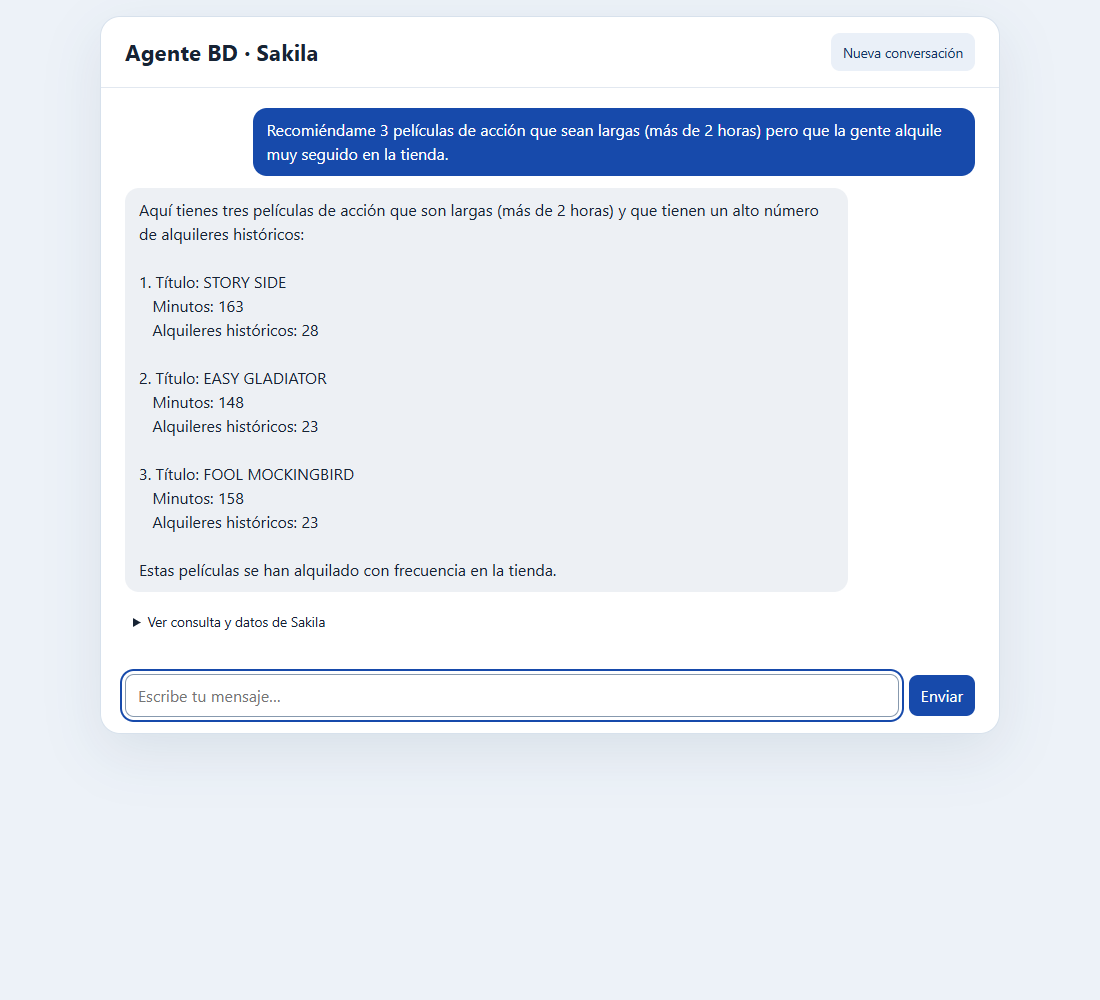 Agente BD · Sakila
Nueva conversación
Recomiéndame 3 películas de acción que sean largas (más de 2 horas) pero que la gente alquile
muy seguido en la tienda.
Aquí tienes tres películas de acción que son largas (más de 2 horas) y que tienen un alto número
de alquileres históricos:
1. Título: STORY SIDE
Minutos: 163
Alquileres históricos: 28
2. Título: EASY GLADIATOR
Minutos: 148
Alquileres históricos: 23
3. Título: FOOL MOCKINGBIRD
Minutos: 158
Alquileres históricos: 23
Estas películas se han alquilado con frecuencia en la tienda.
Ver consulta y datos de Sakila
Escribe tu mensaje...
Enviar